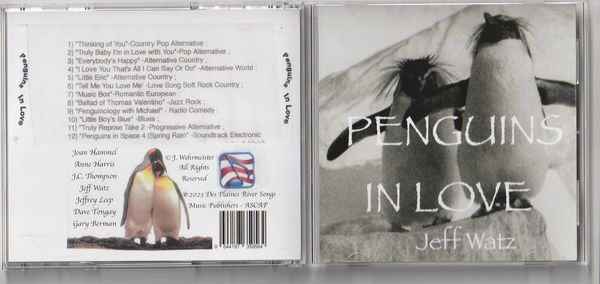 Penguins In Love
1) "Thinking of You"-Country Pop Alternative ;
2) "Truly Baby I'm in Love with You"-Pop Alternative ;
3) "Everybody's Happy" -Alternative Country ;
4) "I Love You That's All I Can Say Or Do" -Alternative World ;
5) "Little Eric" -Alternative Country ;
6) "Tell Me You Love Me' -Love Song Soft Rock Country ;
7) "Music Box"-Romantic European ;
8) "Ballad of Thomas Valentino" -Jazz Rock ;
9) "Penguinology with Michael" - Radio Comedy ;
10) "Little Boy's Blue" -Blues ;
11) "Truly Reprise Take 2 -Progressive Alternative ;
12) "Penguins in Space 4 (Spring Rain" -Soundtrack Electronic
Joan Hammel
Anne Harris
J.C. Thompson
Jeff Watz
Jeffrey Leep
Dave Tongay
Gary Berman
© J. Wehrmeister
All Rights
Reserved
℗ 2023 Des Plaines River Songs
Music Publishers - ASCAP
8 644197 350564
Penguins In Love
PENGUINS
IN LOVE
Jeff Watz